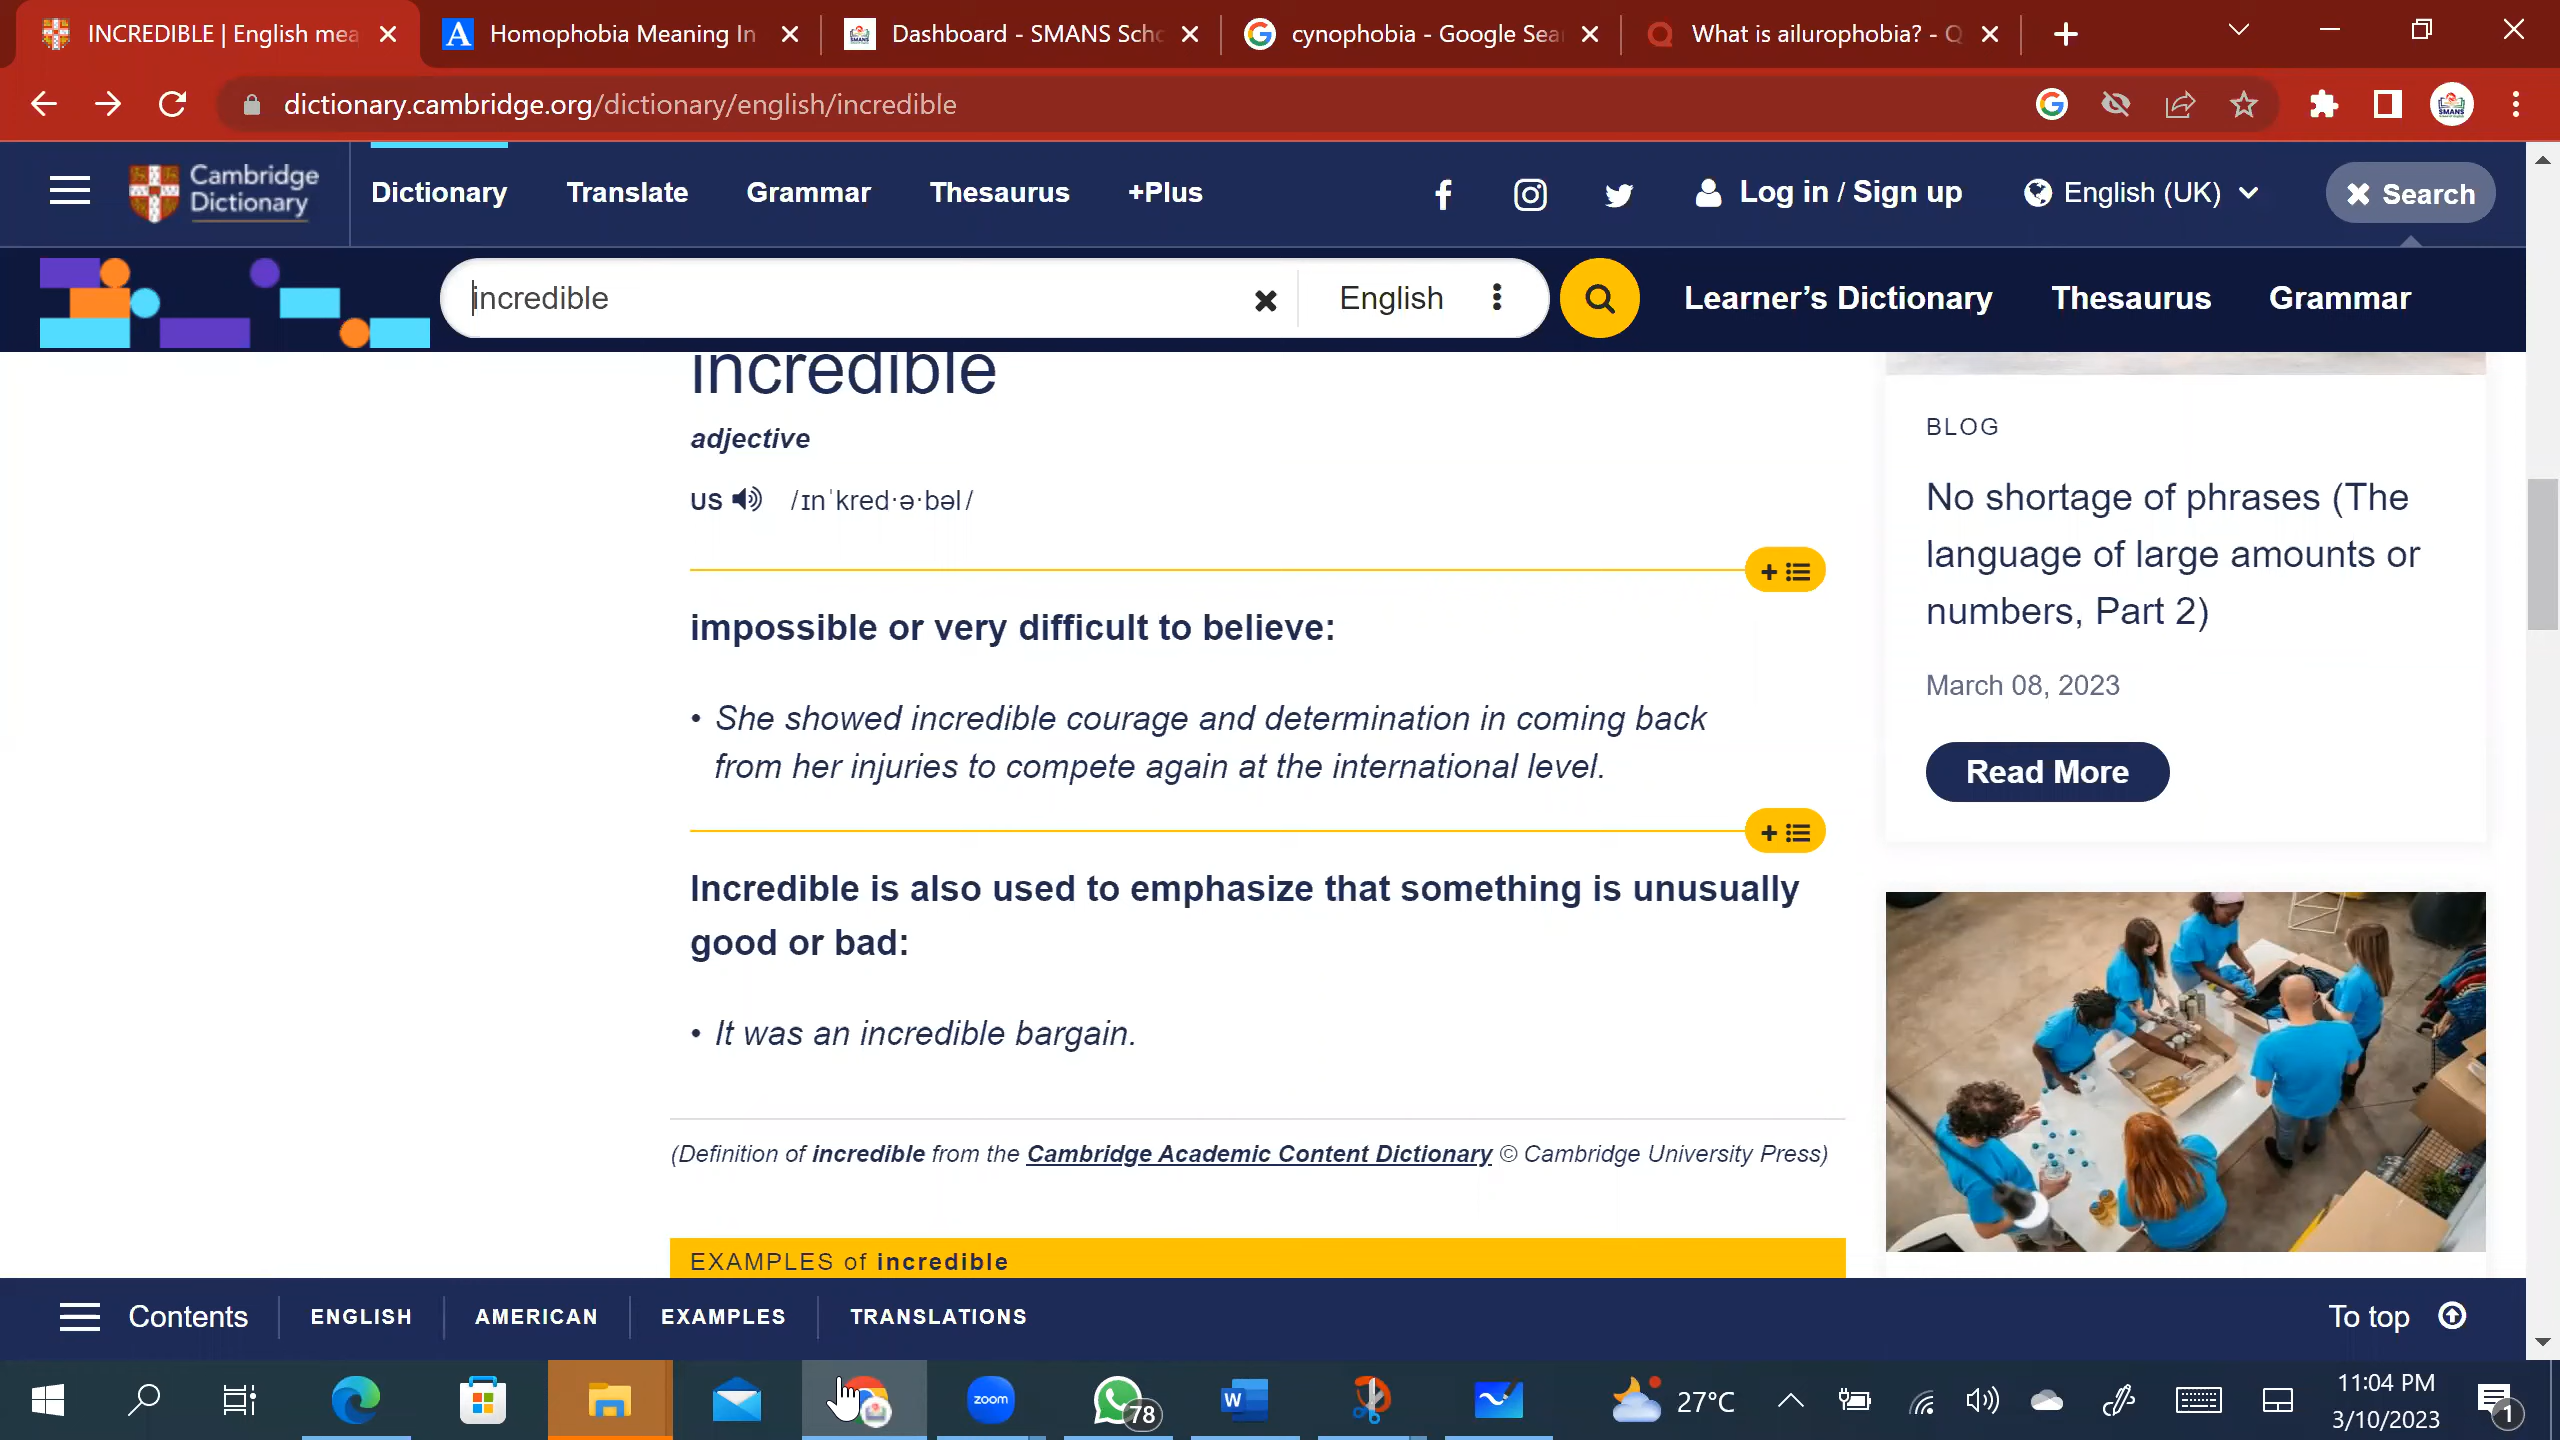 INCREDIBLE | English mea
Homophobia Meaning In
Dashboard - SMANS Scho
cynophobia - Google Sear
What is ailurophobia? - Q
dictionary.cambridge.org/dictionary/english/incredible
Cambridge
Dictionary
Dictionary
Translate
Grammar
Thesaurus
+Plus
Log in / Sign up
English (UK)
Search
incredible
English
Learner's Dictionary
Thesaurus
Grammar
incredible
adjective
US /ɪnˈkred·ə·bəl/
impossible or very difficult to believe:
• She showed incredible courage and determination in coming back
from her injuries to compete again at the international level.
Incredible is also used to emphasize that something is unusually
good or bad:
• It was an incredible bargain.
(Definition of incredible from the Cambridge Academic Content Dictionary © Cambridge University Press)
EXAMPLES of incredible
BLOG
No shortage of phrases (The
language of large amounts or
numbers, Part 2)
March 08, 2023
Read More
Contents
ENGLISH
AMERICAN
EXAMPLES
TRANSLATIONS
To top
zoom
78
W
27°C
11:04 PM
3/10/2023
1